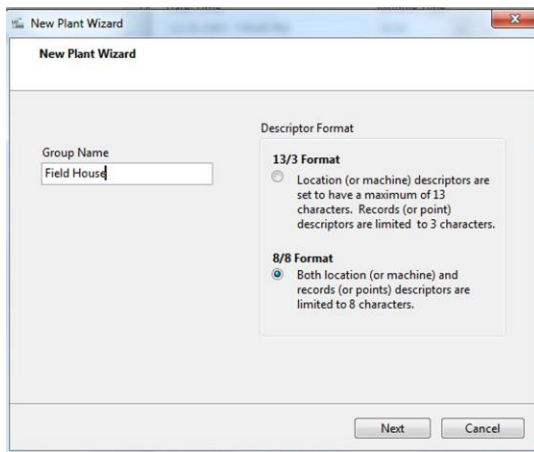 New Plant Wizard
New Plant Wizard
Group Name
Field House
Descriptor Format
13/3 Format
Location (or machine) descriptors are
set to have a maximum of 13
characters. Records (or point)
descriptors are limited to 3 characters.
8/8 Format
Both location (or machine) and
records (or points) descriptors are
limited to 8 characters.
Next
Cancel